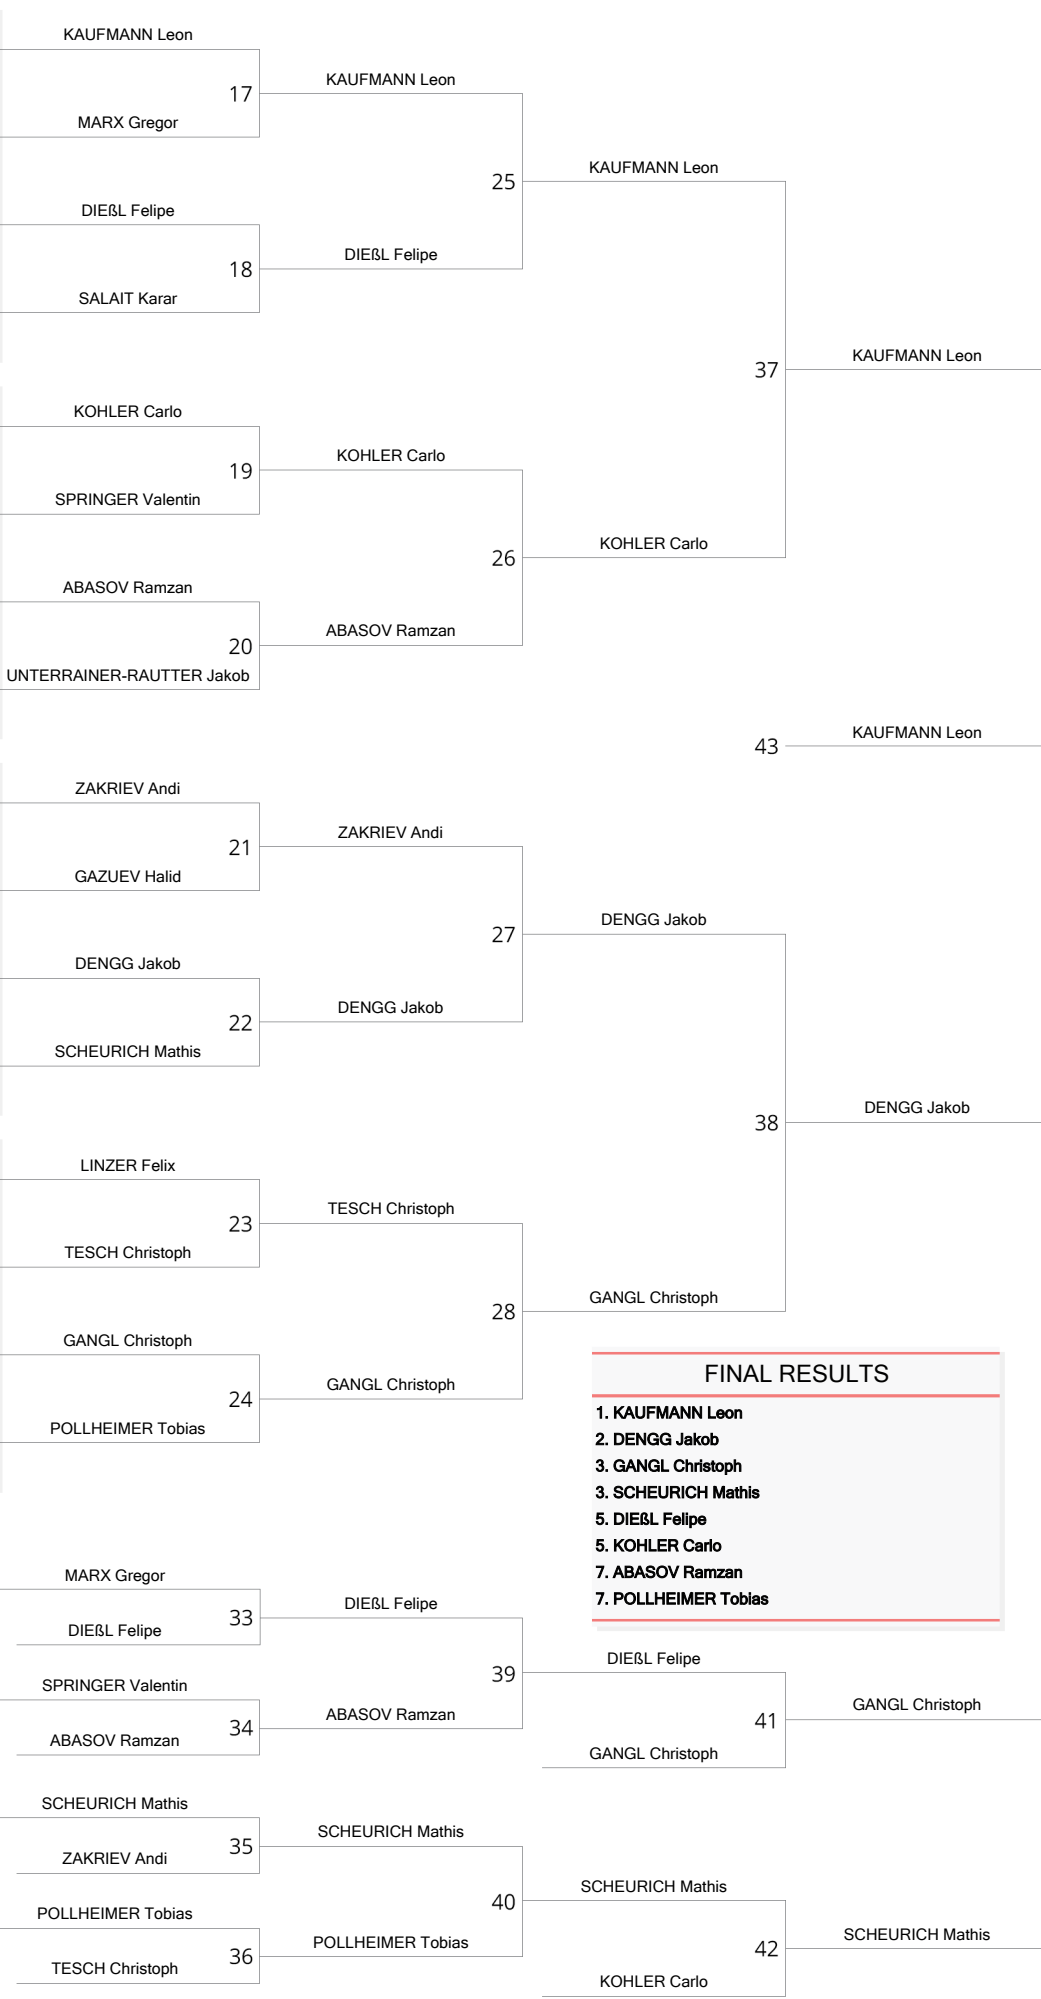 KAUFMANN Leon
17
MARX Gregor
KAUFMANN Leon
25
KAUFMANN Leon
DIEßL Felipe
18
SALAIT Karar
DIEßL Felipe
37
KAUFMANN Leon
KOHLER Carlo
19
SPRINGER Valentin
KOHLER Carlo
26
KOHLER Carlo
ABASOV Ramzan
20
UNTERRAINER-RAUTTER Jakob
ABASOV Ramzan
43
KAUFMANN Leon
ZAKRIEV Andi
21
GAZUEV Halid
ZAKRIEV Andi
27
DENGG Jakob
DENGG Jakob
22
SCHEURICH Mathis
DENGG Jakob
38
DENGG Jakob
LINZER Felix
23
TESCH Christoph
TESCH Christoph
28
GANGL Christoph
GANGL Christoph
24
POLLHEIMER Tobias
GANGL Christoph
FINAL RESULTS
1. KAUFMANN Leon
2. DENGG Jakob
3. GANGL Christoph
3. SCHEURICH Mathis
5. DIEßL Felipe
5. KOHLER Carlo
7. ABASOV Ramzan
7. POLLHEIMER Tobias
MARX Gregor
33
DIEßL Felipe
DIEßL Felipe
39
DIEßL Felipe
SPRINGER Valentin
34
ABASOV Ramzan
ABASOV Ramzan
41
GANGL Christoph
GANGL Christoph
SCHEURICH Mathis
35
ZAKRIEV Andi
SCHEURICH Mathis
40
SCHEURICH Mathis
POLLHEIMER Tobias
36
TESCH Christoph
POLLHEIMER Tobias
42
SCHEURICH Mathis
KOHLER Carlo